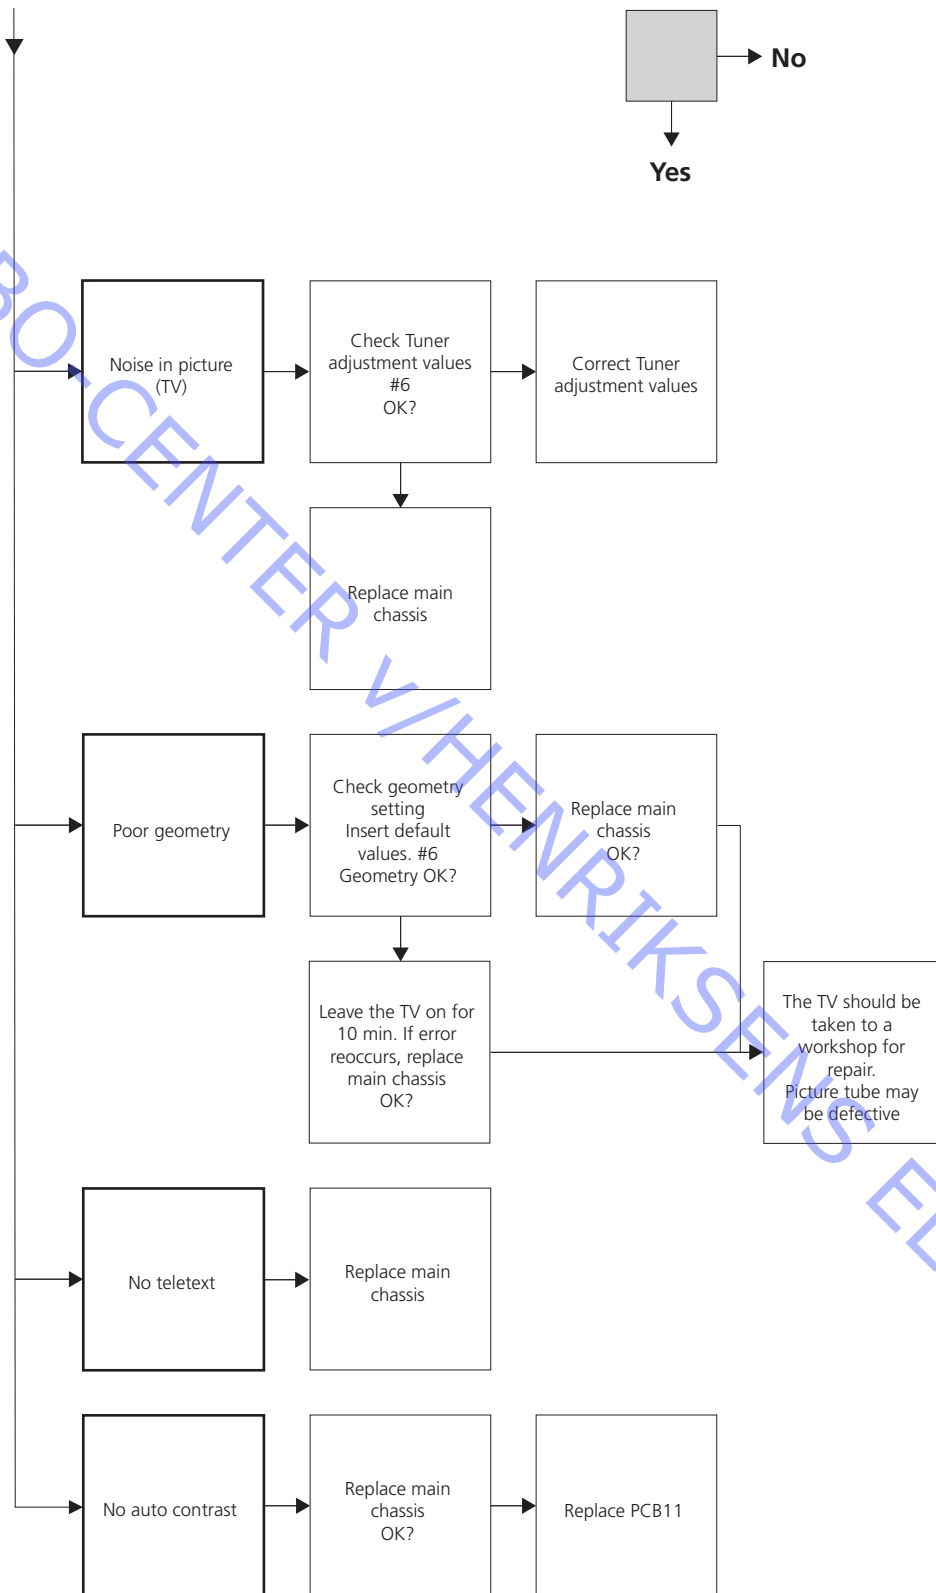 No
Yes
Noise in picture
(TV)
Check Tuner
adjustment values
#6
OK?
Correct Tuner
adjustment values
Replace main
chassis
Poor geometry
Check geometry
setting
Insert default
values. #6
Geometry OK?
Replace main
chassis
OK?
Leave the TV on for
10 min. If error
reoccurs, replace
main chassis
OK?
The TV should be
taken to a
workshop for
repair.
Picture tube may
be defective
No teletext
Replace main
chassis
No auto contrast
Replace main
chassis
OK?
Replace PCB11
BO-CENTER v/HENRIKSENS